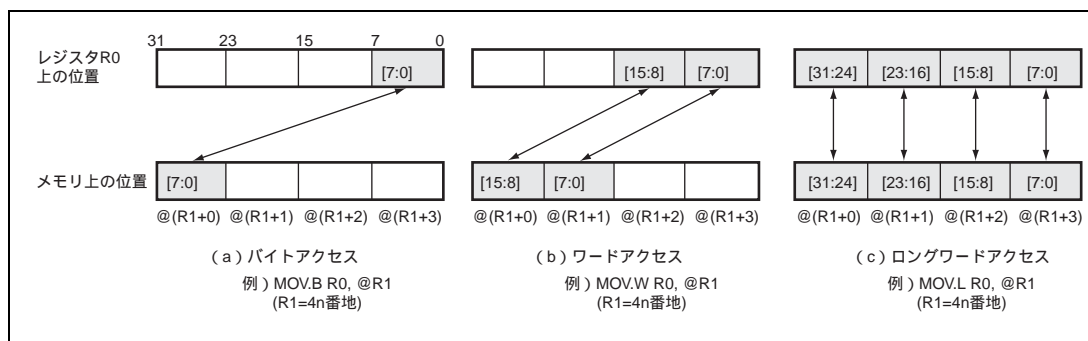 31 23 15 7 0
レジスタR0
上の位置
[7:0]
[15:8] [7:0]
[31:24] [23:16] [15:8] [7:0]
メモリ上の位置
[7:0]
[15:8] [7:0]
[31:24] [23:16] [15:8] [7:0]
@(R1+0) @(R1+1) @(R1+2) @(R1+3)
@(R1+0) @(R1+1) @(R1+2) @(R1+3)
@(R1+0) @(R1+1) @(R1+2) @(R1+3)
（a）バイトアクセス
例）MOV.B R0, @R1
(R1=4n番地)
（b）ワードアクセス
例）MOV.W R0, @R1
(R1=4n番地)
（c）ロングワードアクセス
例）MOV.L R0, @R1
(R1=4n番地)